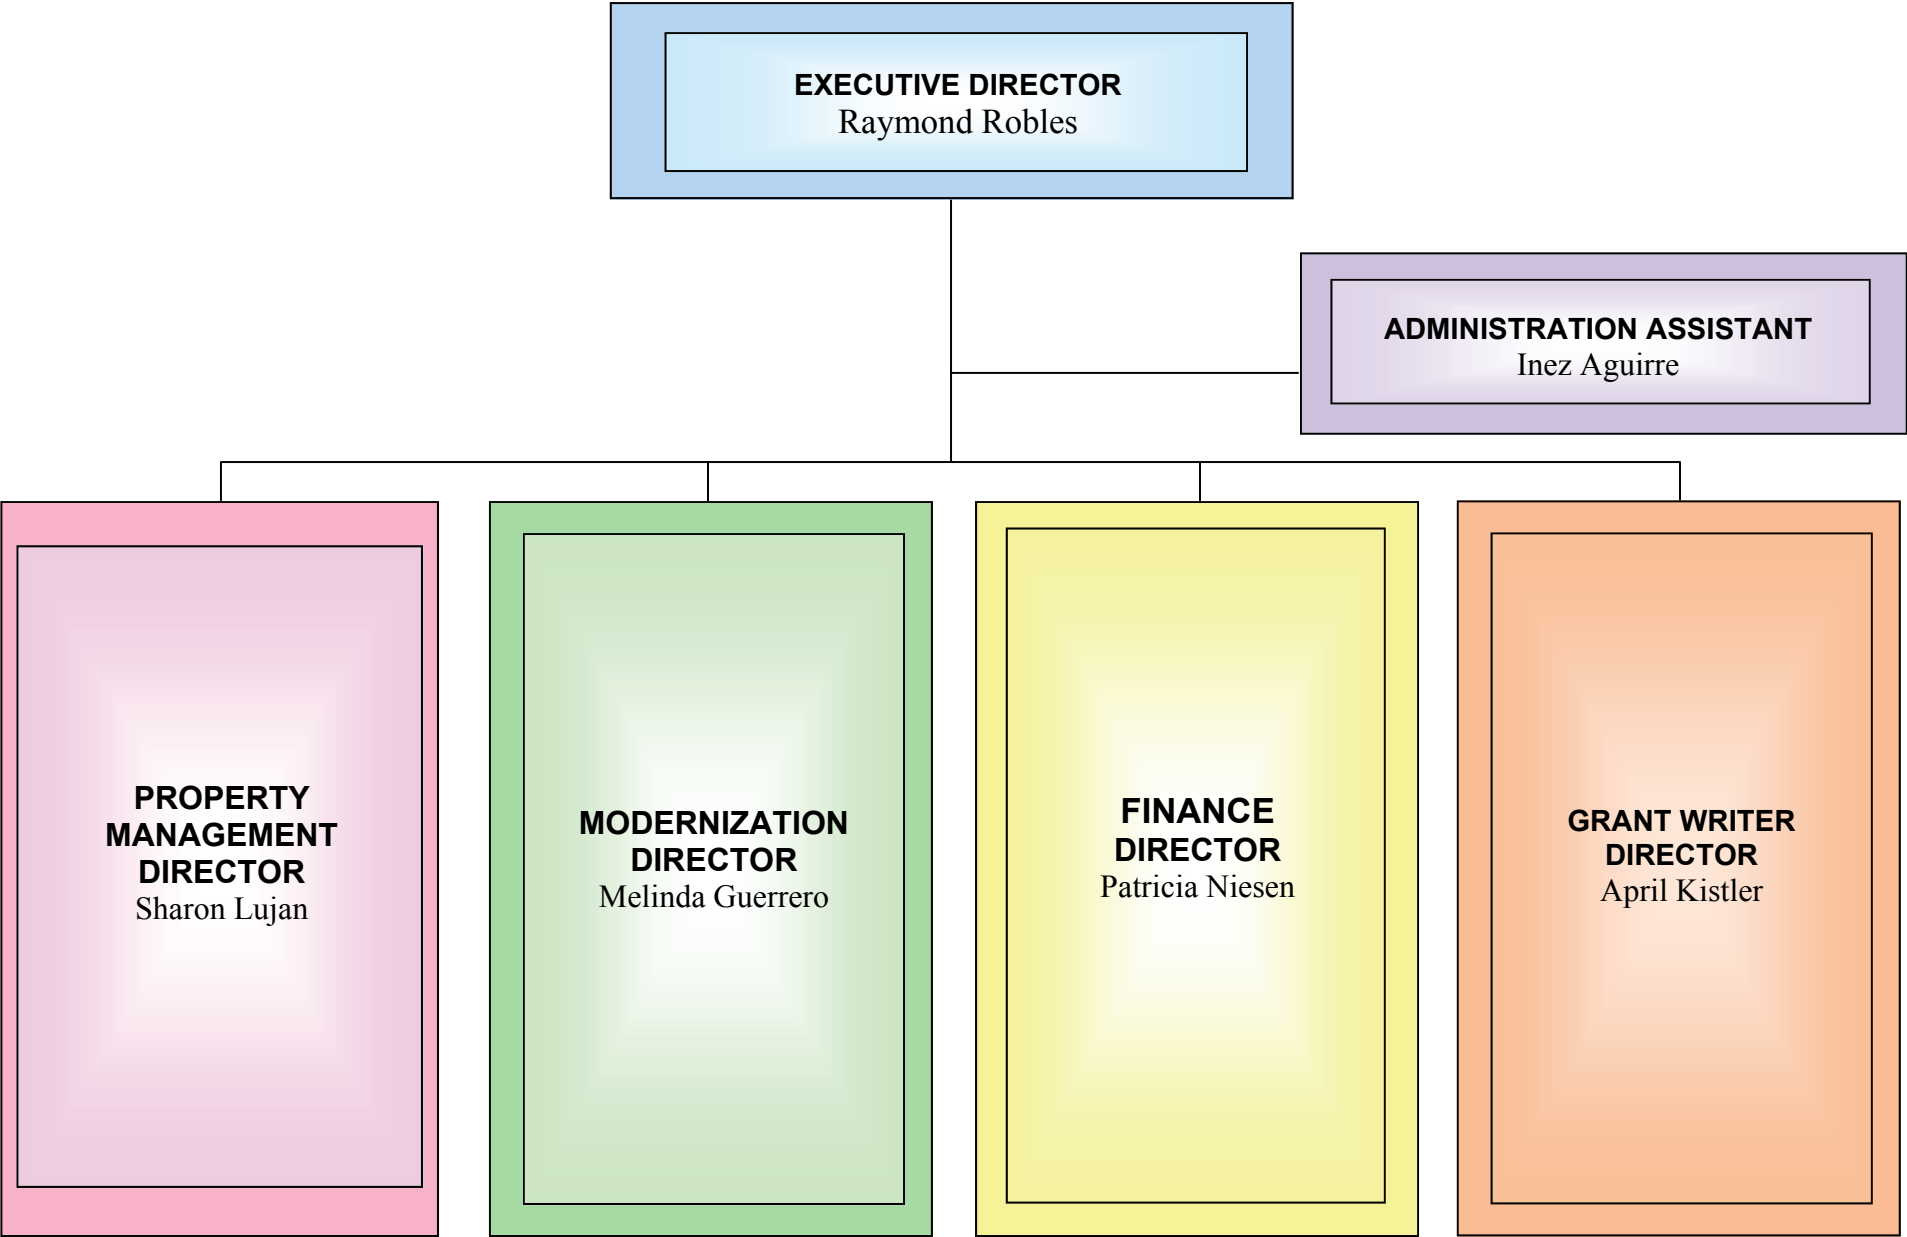 EXECUTIVE DIRECTOR
Raymond Robles
ADMINISTRATION ASSISTANT
Inez Aguirre
PROPERTY
MANAGEMENT
DIRECTOR
Sharon Lujan
MODERNIZATION
DIRECTOR
Melinda Guerrero
FINANCE
DIRECTOR
Patricia Niesen
GRANT WRITER
DIRECTOR
April Kistler